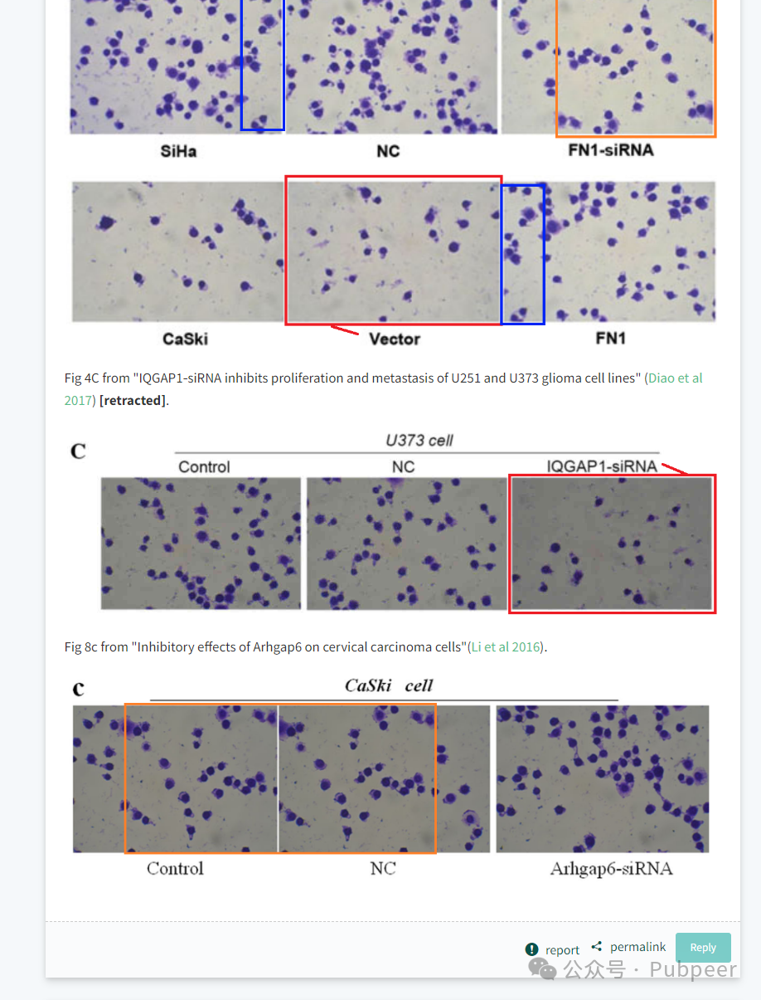 SiHa NC FN1-siRNA
CaSki Vector FN1
Fig 4C from "IQGAP1-siRNA inhibits proliferation and metastasis of U251 and U373 glioma cell lines" (Diao et al
2017) [retracted].
C
U373 cell
Control NC IQGAP1-siRNA
Fig 8c from "Inhibitory effects of Arhgap6 on cervical carcinoma cells"(Li et al 2016).
c
CaSki cell
Control NC Arhgap6-siRNA
report permalink Reply
公众号 · Pubpeer